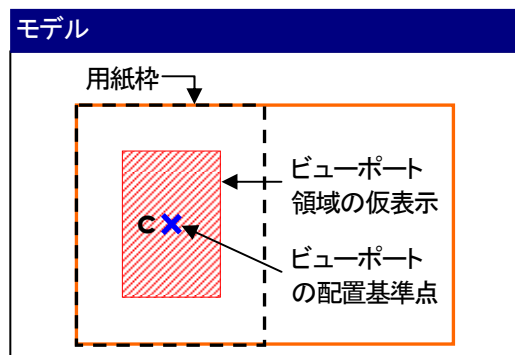 モデル
用紙枠
ビューポート
領域の仮表示
C
ビューポート
の配置基準点